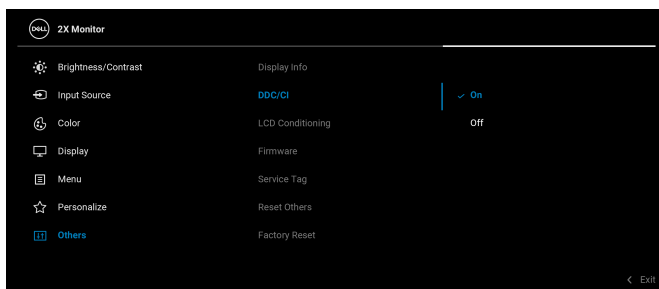 DELL 2X Monitor
Brightness/Contrast Display Info
Input Source DDC/CI On
Color LCD Conditioning Off
Display Firmware
Menu Service Tag
Personalize Reset Others
Others Factory Reset
Exit